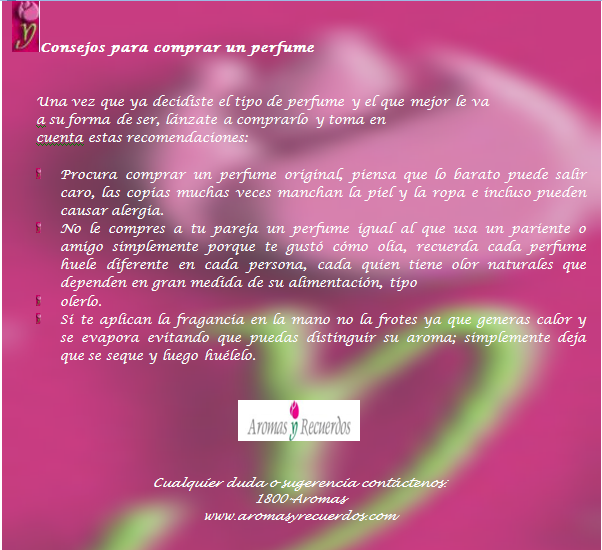 Consejos para comprar un perfume
Una vez que ya decidiste el tipo de perfume y el que mejor le va
a su forma de ser, lánzate a comprarlo y toma en
cuenta estas recomendaciones:
Procura comprar un perfume original, piensa que lo barato puede salir
caro, las copias muchas veces manchan la piel y la ropa e incluso pueden
causar alergia.
No le compres a tu pareja un perfume igual al que usa un pariente o
amigo simplemente porque te gustó cómo olía, recuerda cada perfume
huele diferente en cada persona, cada quien tiene olor naturales que
dependen en gran medida de su alimentación, tipo
olerlo.
Si te aplican la fragancia en la mano no la frotes ya que generas calor y
se evapora evitando que puedas distinguir su aroma; simplemente deja
que se seque y luego huélelo.
Aromas y Recuerdos
Cualquier duda o sugerencia contáctenos:
1800-Aromas
www.aromasyrecuerdos.com